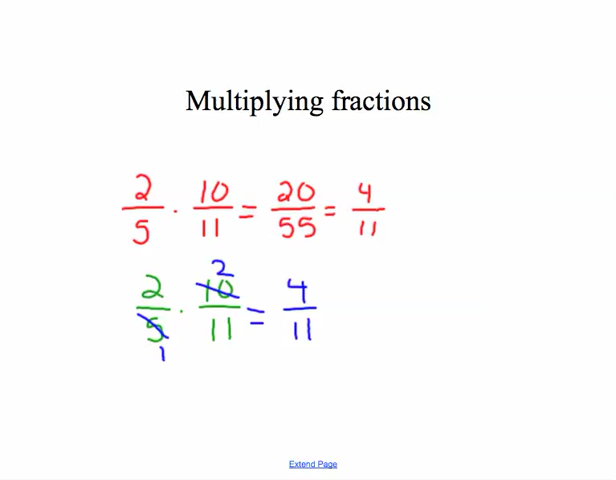 Multiplying fractions
2/5 · 10/11 = 20/55 = 4/11
2
2/5 · 10/11 = 4/11
1
Extend Page